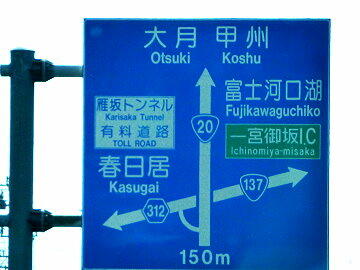 大月 甲州
Otsuki Koshu
富士河口湖
Fujikawaguchiko
雁坂トンネル
Karisaka Tunnel
有料道路
TOLL ROAD
20
一宮御坂I.C
Ichinomiya-misaka
春日居
Kasugai
137
312
150m